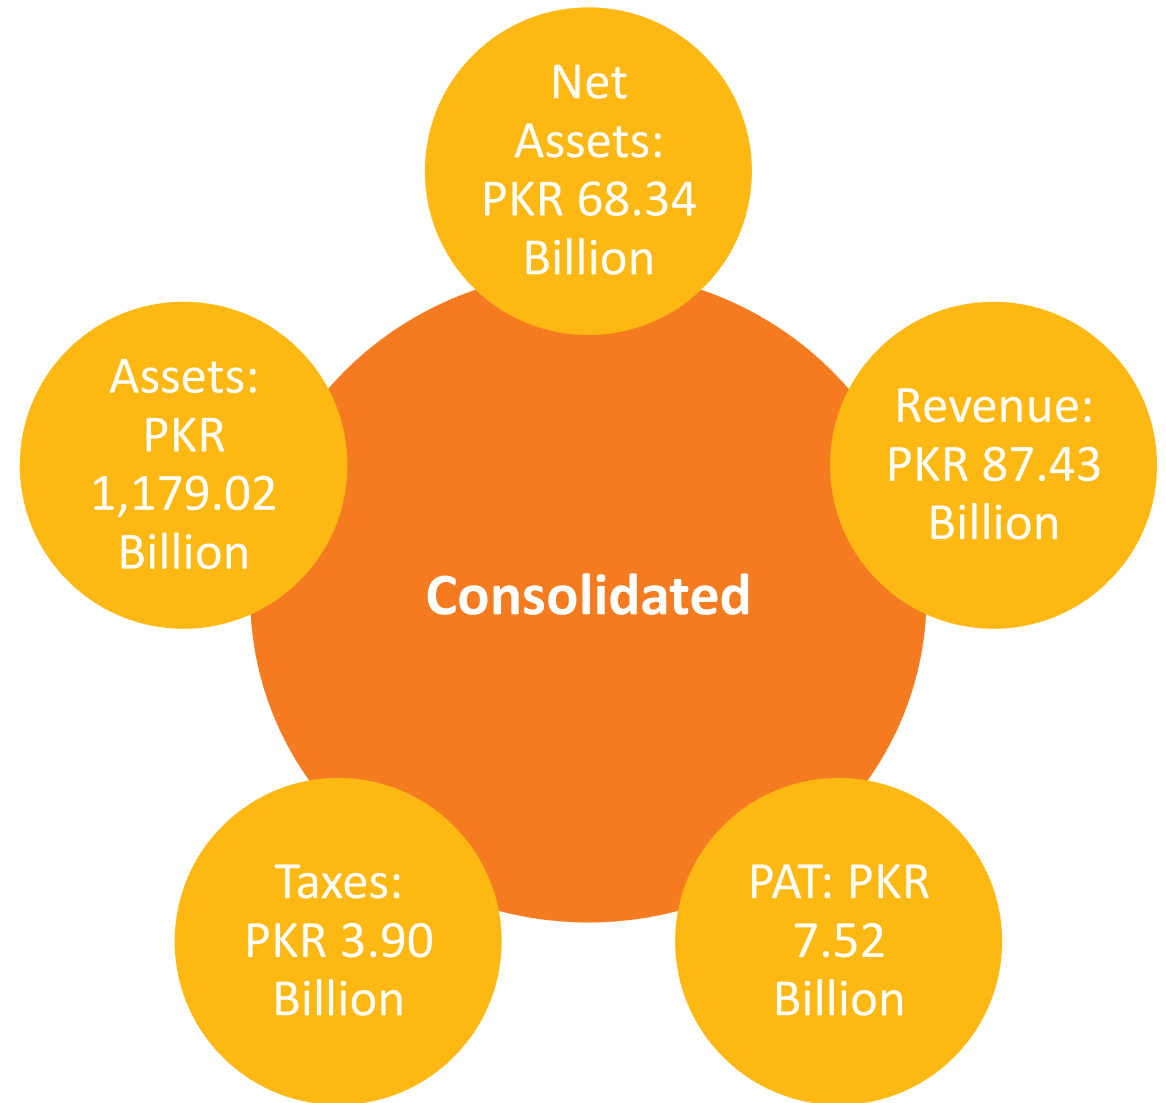 Net
Assets:
PKR 68.34
Billion
Assets:
PKR
1,179.02
Billion
Revenue:
PKR 87.43
Billion
Consolidated
Taxes:
PKR 3.90
Billion
PAT: PKR
7.52
Billion